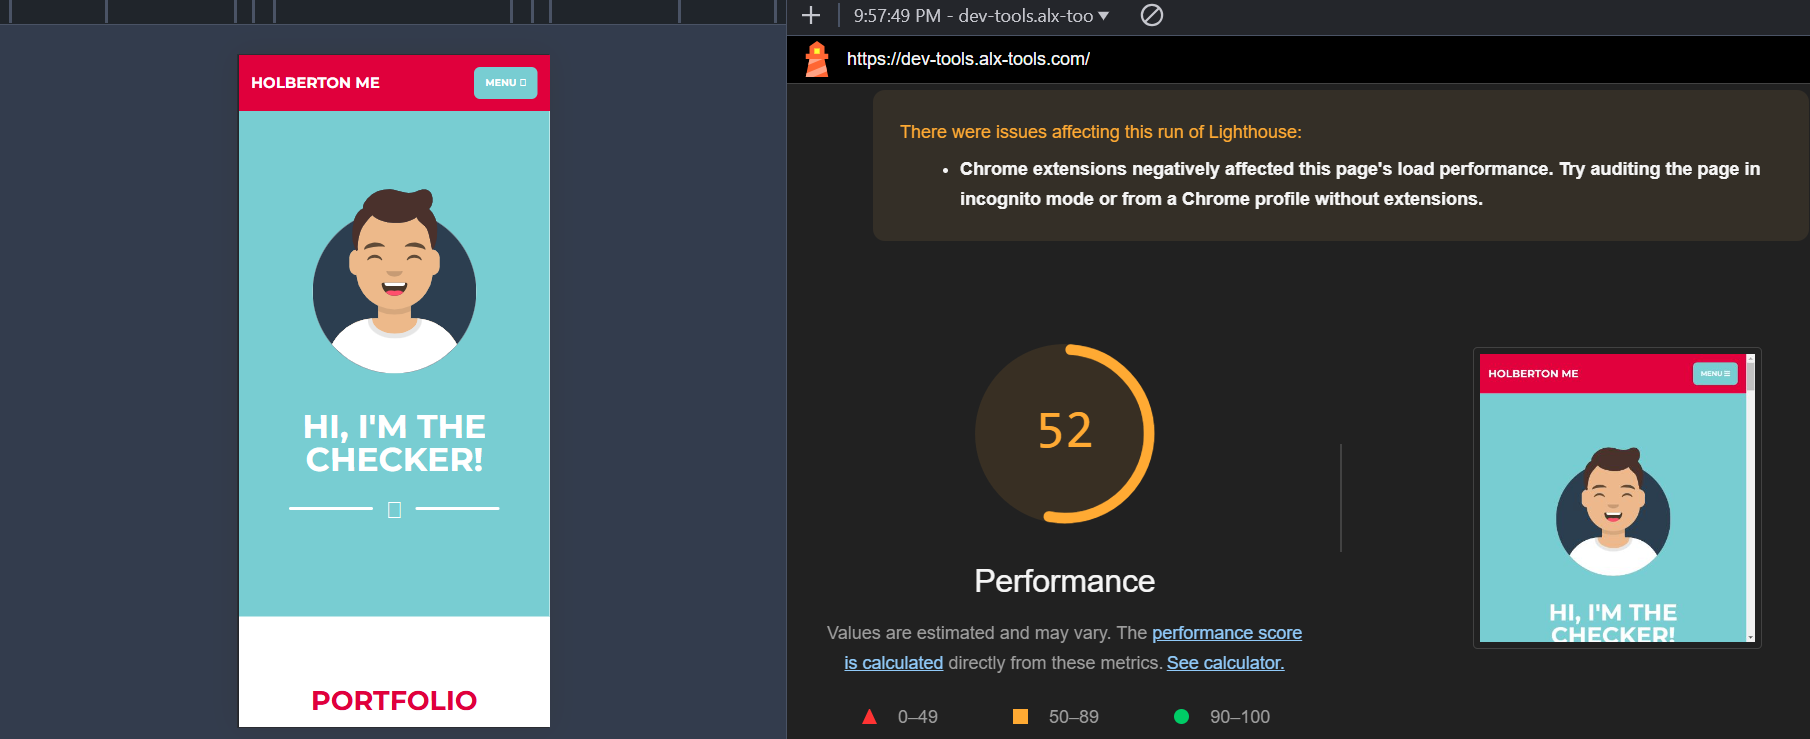 HOLBERTON ME
MENU
HI, I'M THE
CHECKER!
PORTFOLIO
9:57:49 PM - dev-tools.alx-too
https://dev-tools.alx-tools.com/
There were issues affecting this run of Lighthouse:
• Chrome extensions negatively affected this page's load performance. Try auditing the page in
incognito mode or from a Chrome profile without extensions.
52
Performance
Values are estimated and may vary. The performance score
is calculated directly from these metrics. See calculator.
0–49
50–89
90–100
HOLBERTON ME
MENU
HI, I'M THE
CHECKER!